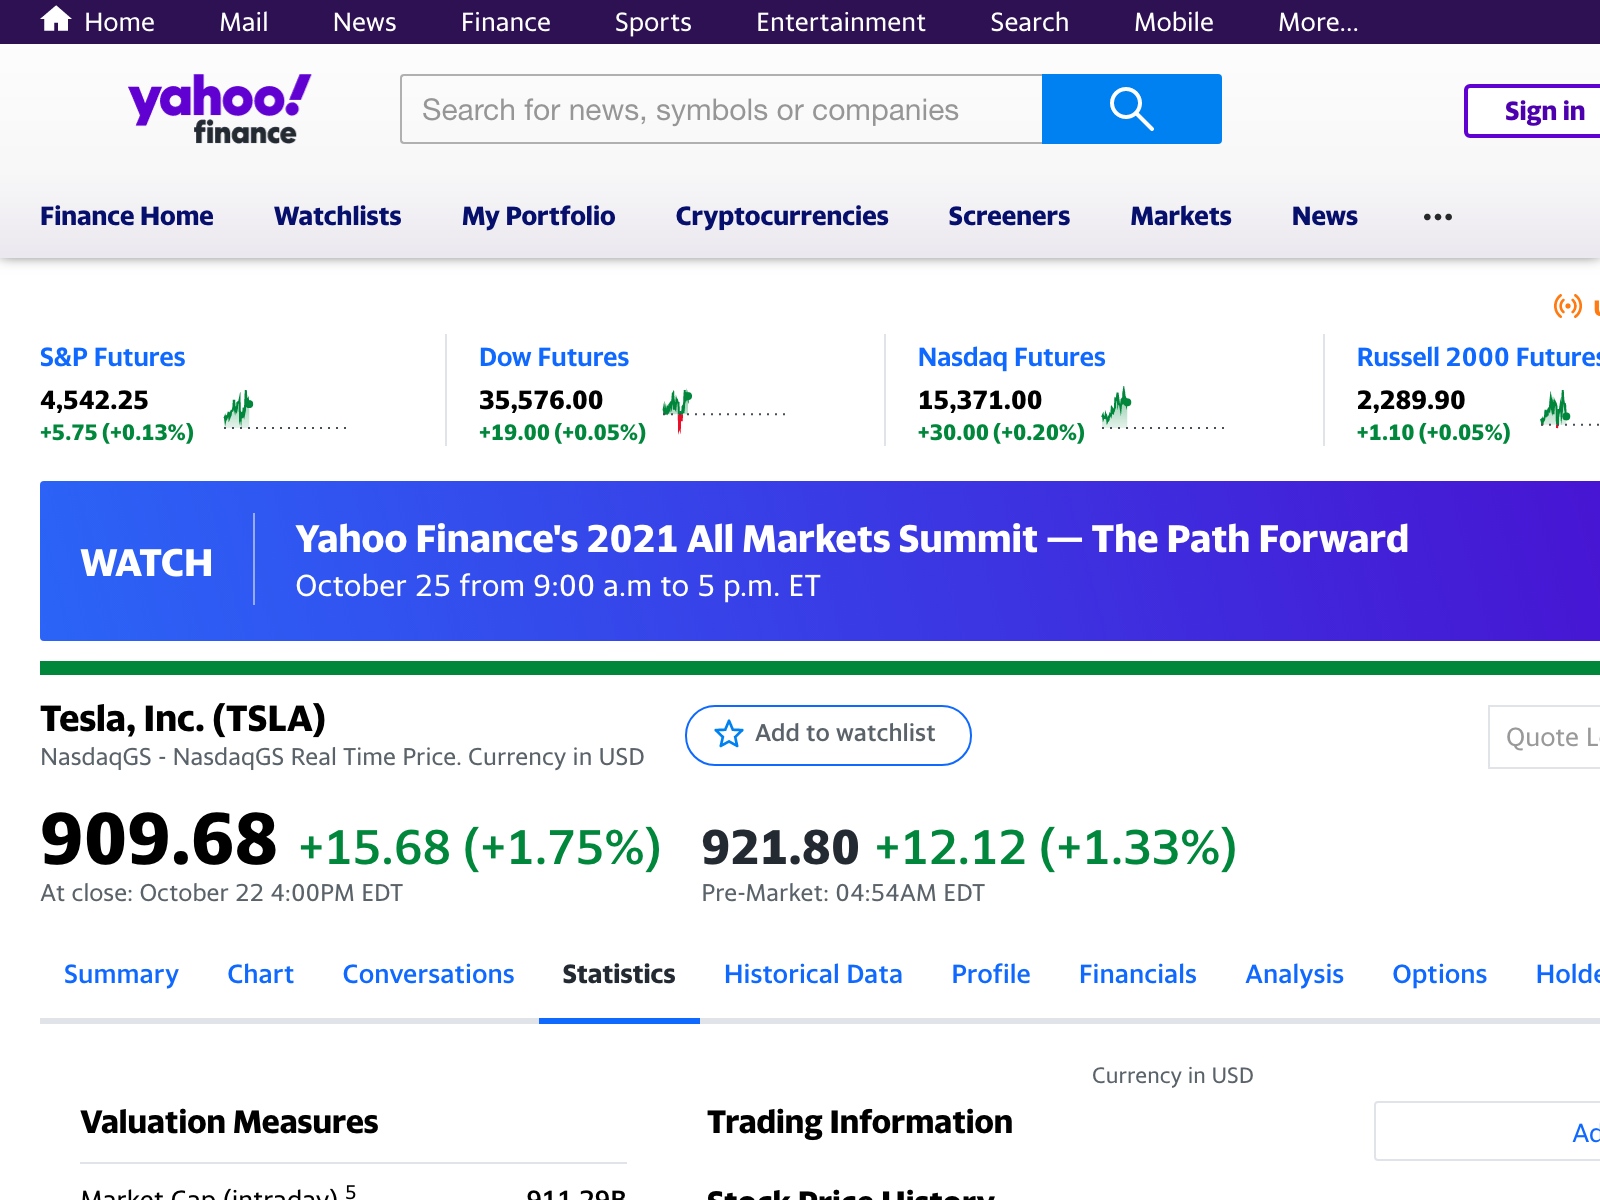 Home Mail News Finance Sports Entertainment Search Mobile More...
yahoo!
finance
Search for news, symbols or companies
Sign in
Finance Home Watchlists My Portfolio Cryptocurrencies Screeners Markets News •••
S&P Futures
4,542.25
+5.75 (+0.13%)
Dow Futures
35,576.00
+19.00 (+0.05%)
Nasdaq Futures
15,371.00
+30.00 (+0.20%)
Russell 2000 Futures
2,289.90
+1.10 (+0.05%)
WATCH
Yahoo Finance's 2021 All Markets Summit — The Path Forward
October 25 from 9:00 a.m to 5 p.m. ET
Tesla, Inc. (TSLA)
NasdaqGS - NasdaqGS Real Time Price. Currency in USD
Add to watchlist
Quote
909.68 +15.68 (+1.75%)
At close: October 22 4:00PM EDT
921.80 +12.12 (+1.33%)
Pre-Market: 04:54AM EDT
Summary Chart Conversations Statistics Historical Data Profile Financials Analysis Options
Currency in USD
Valuation Measures
Trading Information
Market Cap (intraday) 5 911.29B
Stock Price History